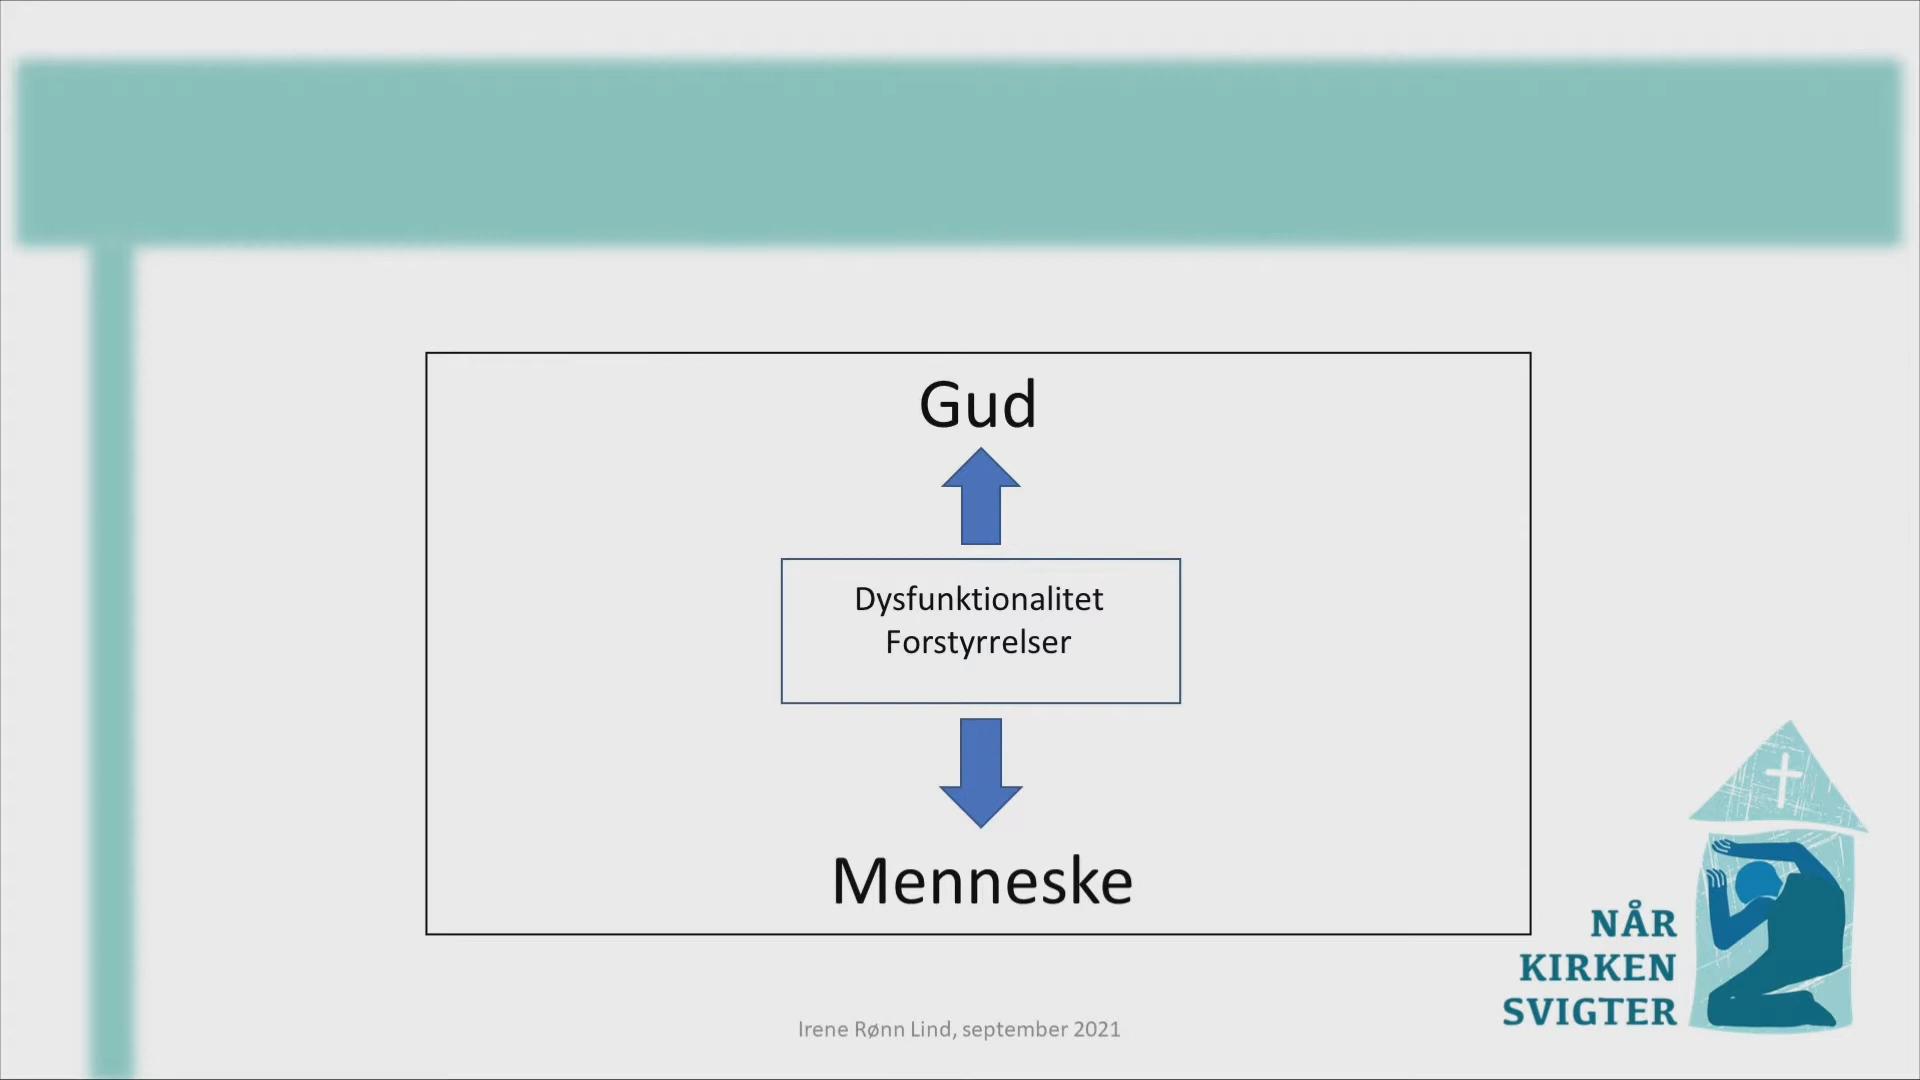 Gud
Dysfunktionalitet
Forstyrrelser
Menneske
NÅR
KIRKEN
SVIGTER
Irene Rønn Lind, september 2021